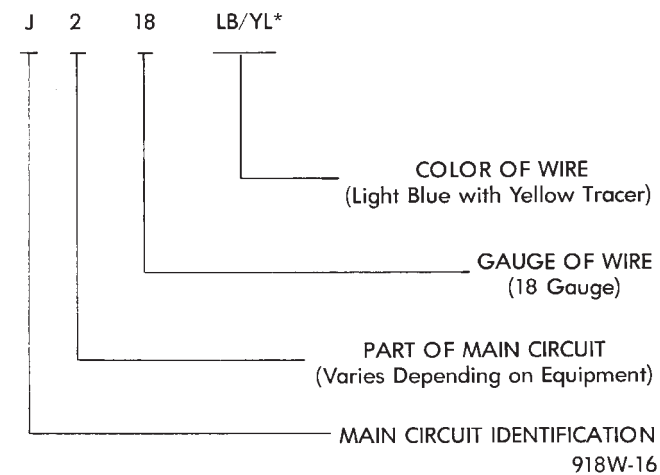 J 2 18 LB/YL*
COLOR OF WIRE
(Light Blue with Yellow Tracer)
GAUGE OF WIRE
(18 Gauge)
PART OF MAIN CIRCUIT
(Varies Depending on Equipment)
MAIN CIRCUIT IDENTIFICATION
918W-16